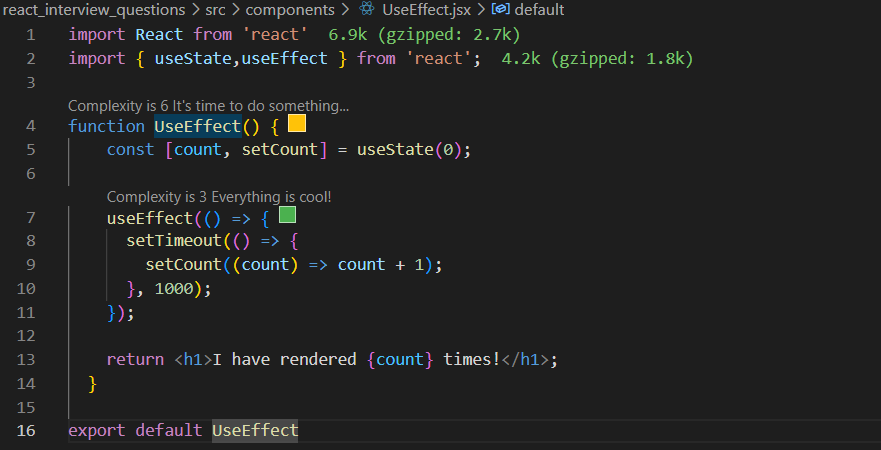 react_interview_questions > src > components > UseEffect.jsx > default
1 import React from 'react' 6.9k (gzipped: 2.7k)
2 import { useState,useEffect } from 'react'; 4.2k (gzipped: 1.8k)
3
Complexity is 6 It's time to do something...
4 function UseEffect() {
5 const [count, setCount] = useState(0);
6
Complexity is 3 Everything is cool!
7 useEffect(() => {
8 setTimeout(() => {
9 setCount((count) => count + 1);
10 }, 1000);
11 });
12
13 return <h1>I have rendered {count} times!</h1>;
14 }
15
16 export default UseEffect